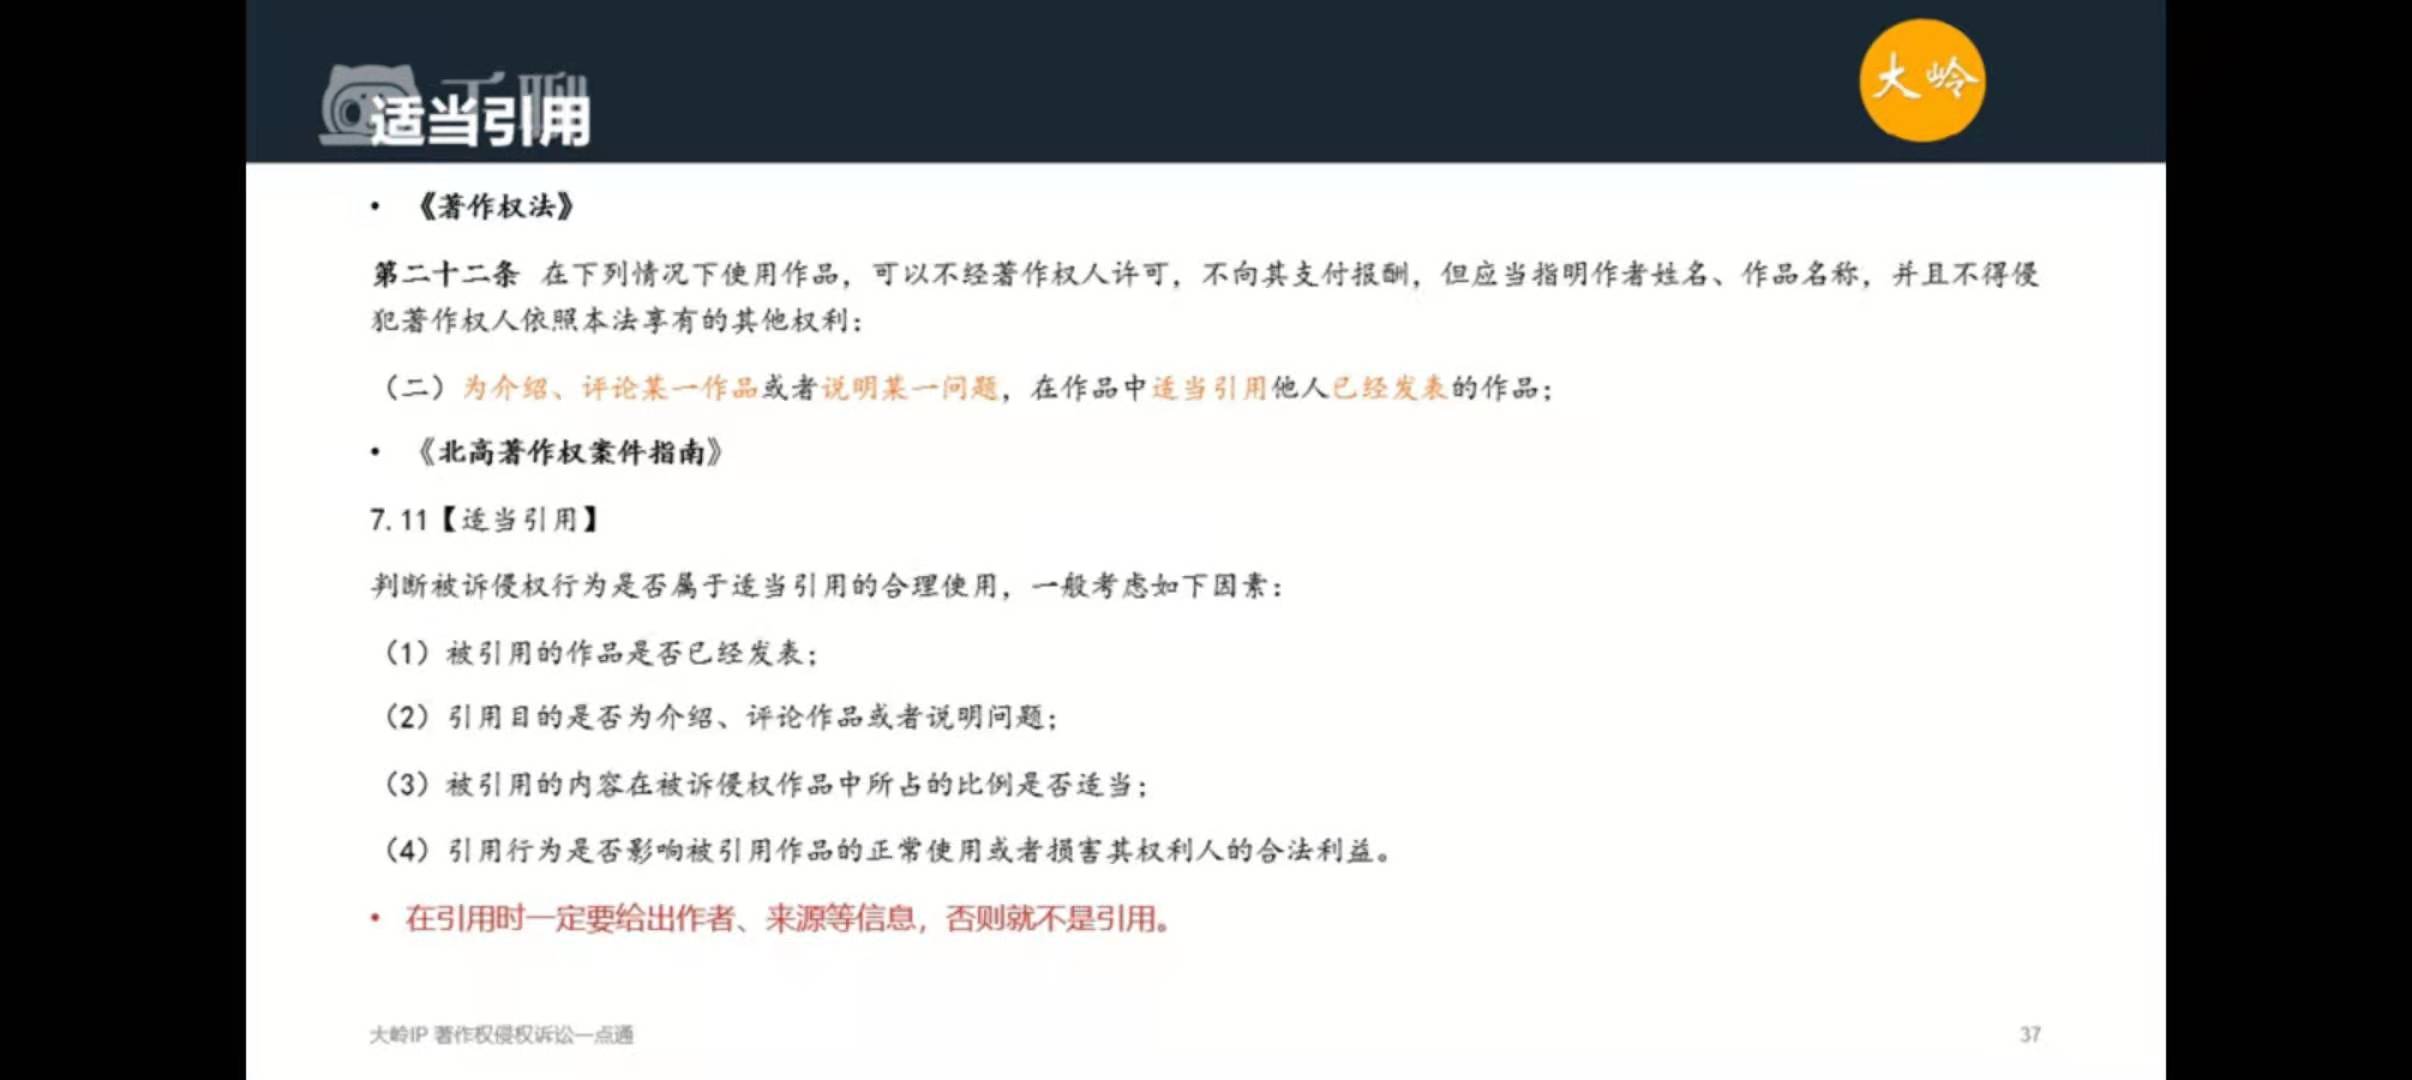 千聊
适当引用
大岭
• 《著作权法》
第二十二条 在下列情况下使用作品，可以不经著作权人许可，不向其支付报酬，但应当指明作者姓名、作品名称，并且不得侵
犯著作权人依照本法享有的其他权利：
（二）为介绍、评论某一作品或者说明某一问题，在作品中适当引用他人已经发表的作品；
• 《北高著作权案件指南》
7.11【适当引用】
判断被诉侵权行为是否属于适当引用的合理使用，一般考虑如下因素：
（1）被引用的作品是否已经发表；
（2）引用目的是否为介绍、评论作品或者说明问题；
（3）被引用的内容在被诉侵权作品中所占的比例是否适当；
（4）引用行为是否影响被引用作品的正常使用或者损害其权利人的合法利益。
• 在引用时一定要给出作者、来源等信息，否则就不是引用。
大岭IP 著作权侵权诉讼一点通
37